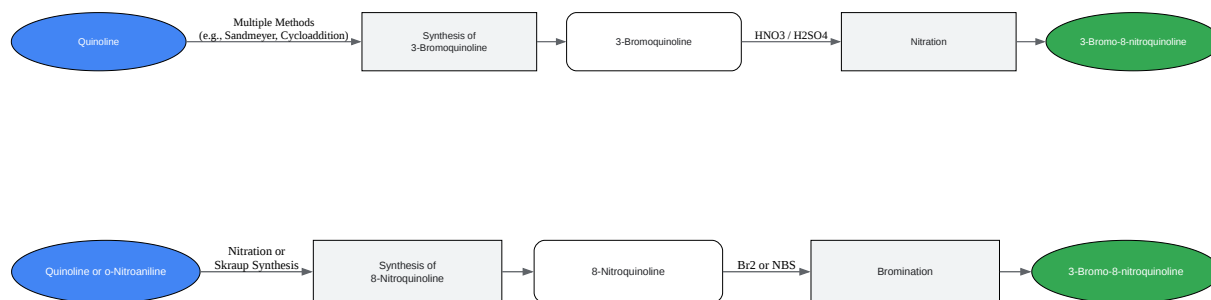 Quinoline
Multiple Methods
(e.g., Sandmeyer, Cycloaddition)
Synthesis of
3-Bromoquinoline
3-Bromoquinoline
HNO3 / H2SO4
Nitration
3-Bromo-8-nitroquinoline
Quinoline or o-Nitroaniline
Nitration or
Skraup Synthesis
Synthesis of
8-Nitroquinoline
8-Nitroquinoline
Br2 or NBS
Bromination
3-Bromo-8-nitroquinoline